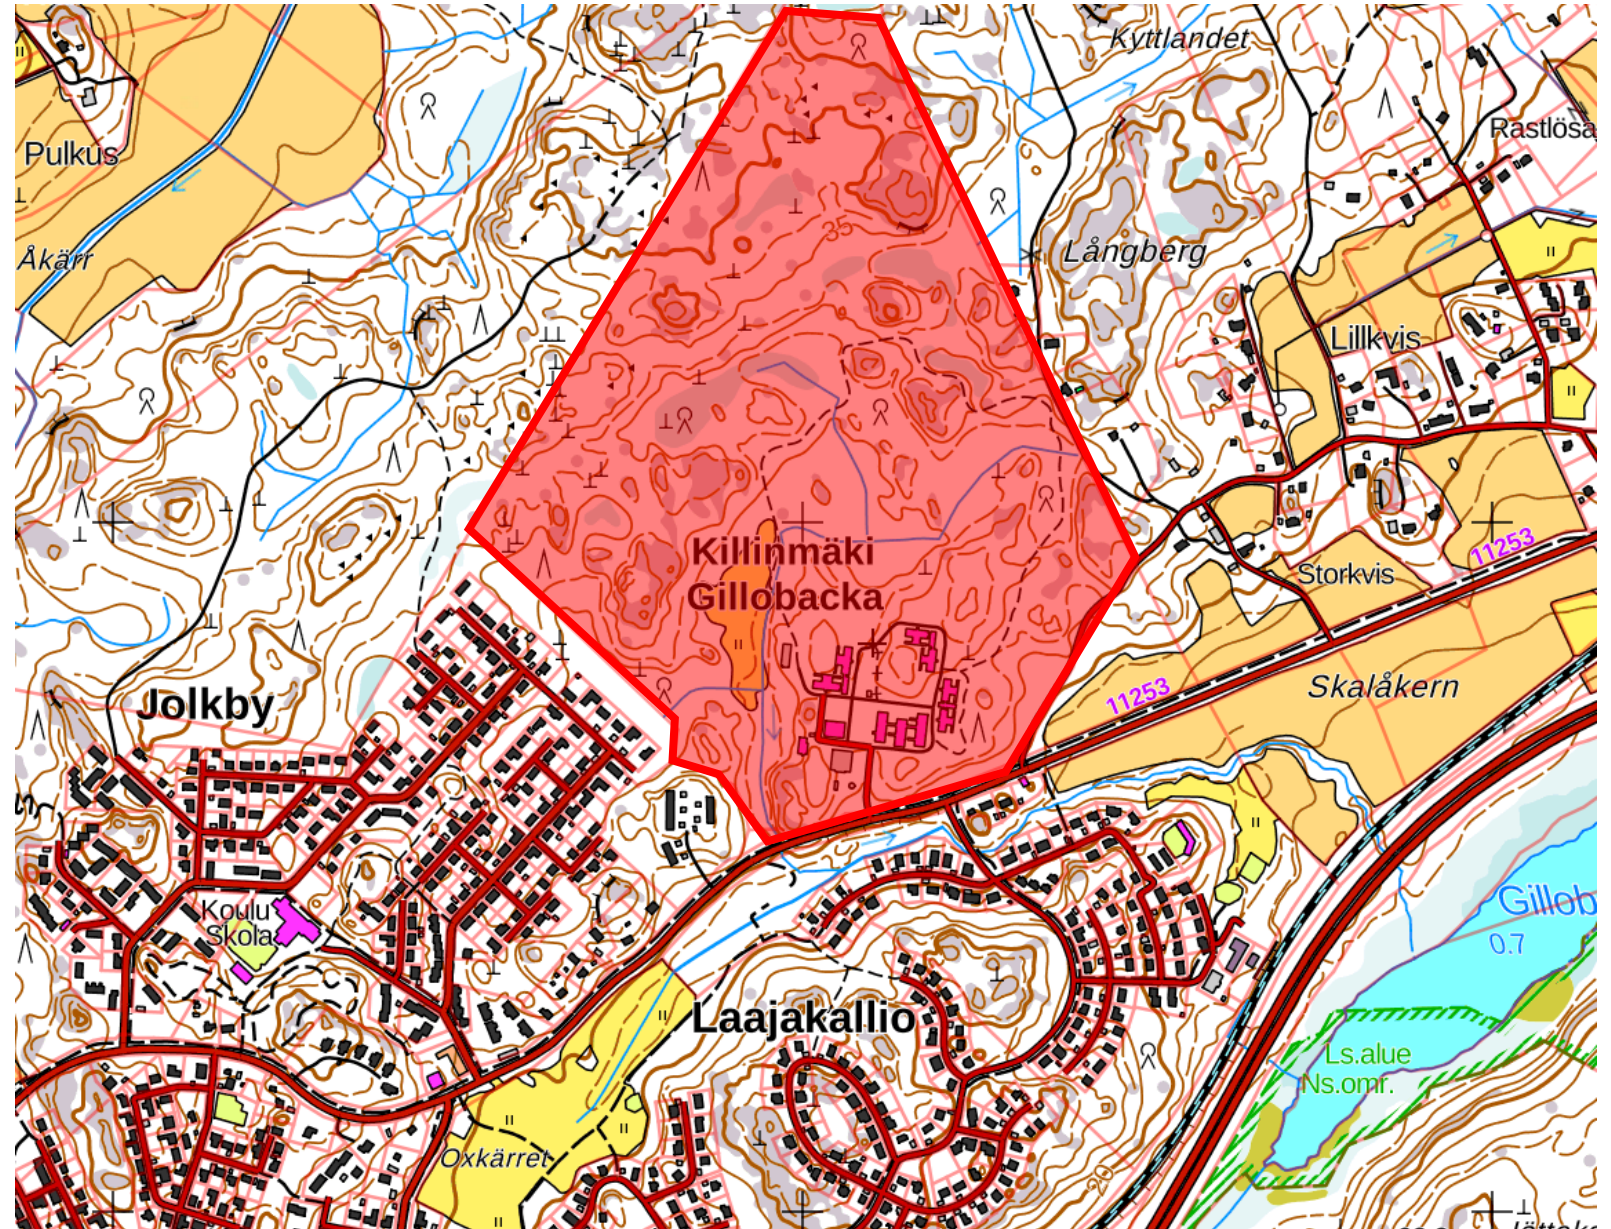 Kyttlandet
Pulkus
Åkärr
35
Långberg
Lillkvis
Killinmäki
Gillobacka
11253
Storkvis
11253
Skalåkern
Jolkby
Koulu
Skola
Gillob
0.7
Laajakallio
Ls.alue
Ns.omr.
Oxkärret
20